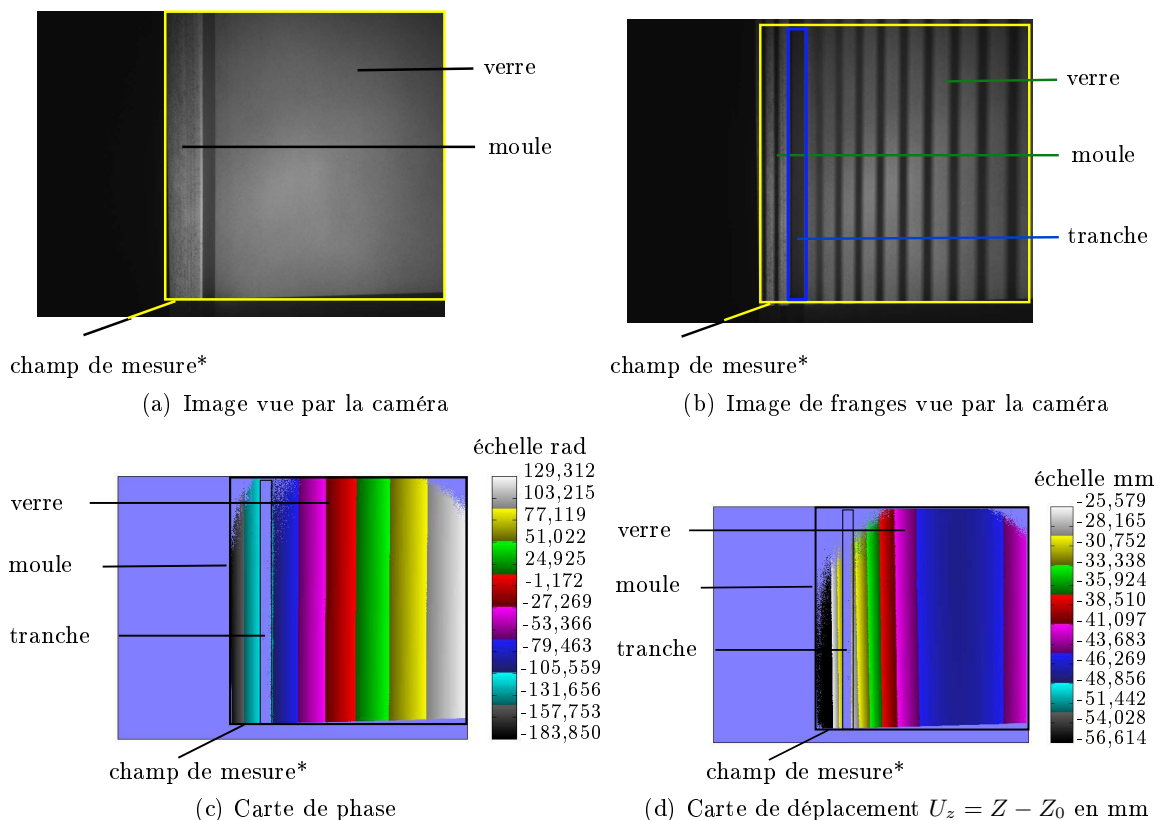 verre
moule
champ de mesure*
(a) Image vue par la caméra
verre
moule
tranche
champ de mesure*
(b) Image de franges vue par la caméra
échelle rad
129,312
103,215
77,119
51,022
24,925
-1,172
-27,269
-53,366
-79,463
-105,559
-131,656
-157,753
-183,850
verre
moule
tranche
champ de mesure*
(c) Carte de phase
échelle mm
-25,579
-28,165
-30,752
-33,338
-35,924
-38,510
-41,097
-43,683
-46,269
-48,856
-51,442
-54,028
-56,614
verre
moule
tranche
champ de mesure*
(d) Carte de déplacement U_z = Z − Z_0 en mm